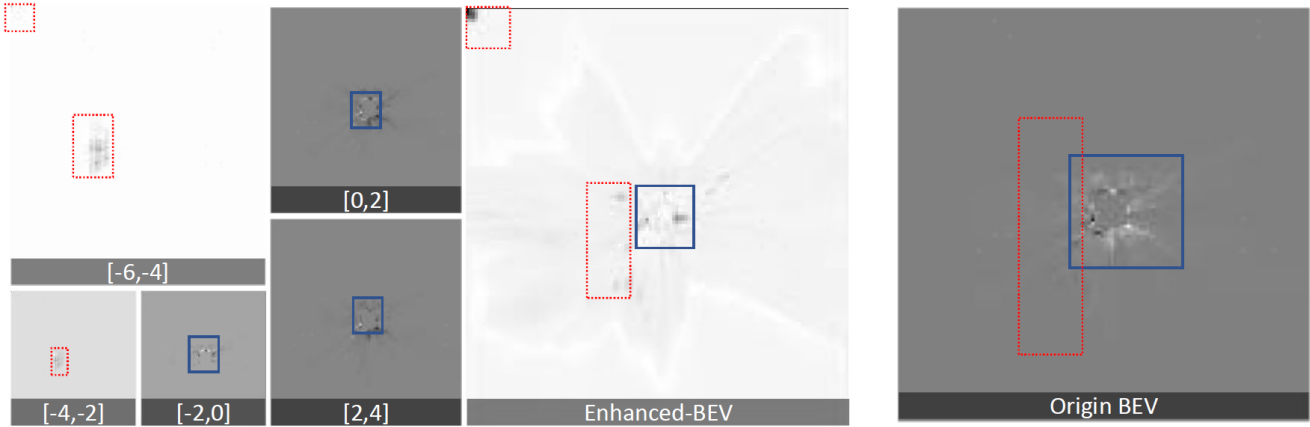 [-6,-4]
[0,2]
[-4,-2]
[-2,0]
[2,4]
Enhanced-BEV
Origin BEV